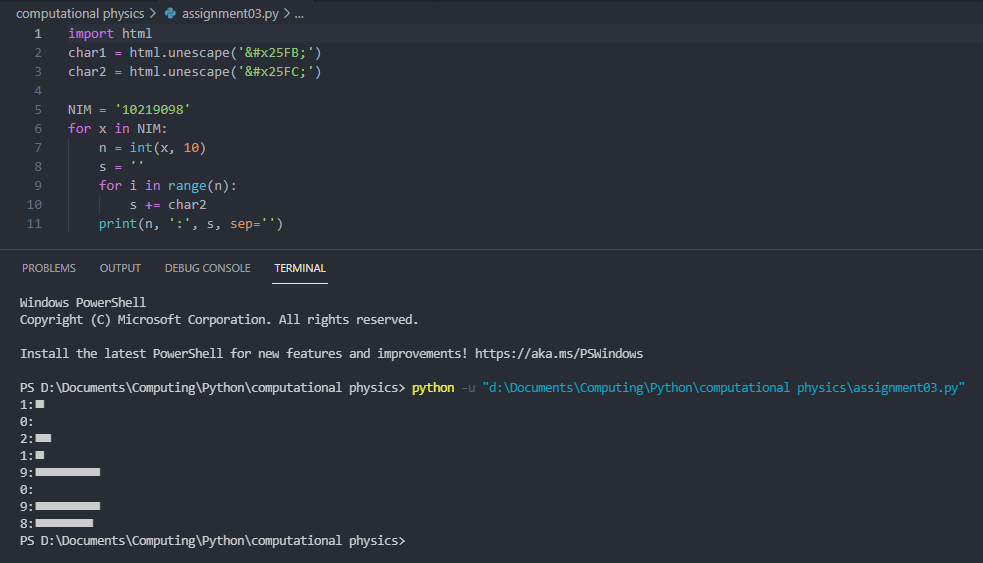 computational physics > assignment03.py > ...
1 import html
2 char1 = html.unescape('&#x25FB;')
3 char2 = html.unescape('&#x25FC;')
4
5 NIM = '10219098'
6 for x in NIM:
7     n = int(x, 10)
8     s = ''
9     for i in range(n):
10         s += char2
11     print(n, ':', s, sep='')
PROBLEMS OUTPUT DEBUG CONSOLE TERMINAL
Windows PowerShell
Copyright (C) Microsoft Corporation. All rights reserved.
Install the latest PowerShell for new features and improvements! https://aka.ms/PSWindows
PS D:\Documents\Computing\Python\computational physics> python -u "d:\Documents\Computing\Python\computational physics\assignment03.py"
1:◼
0:
2:◼◼
1:◼
9:◼◼◼◼◼◼◼◼◼
0:
9:◼◼◼◼◼◼◼◼◼
8:◼◼◼◼◼◼◼◼
PS D:\Documents\Computing\Python\computational physics>